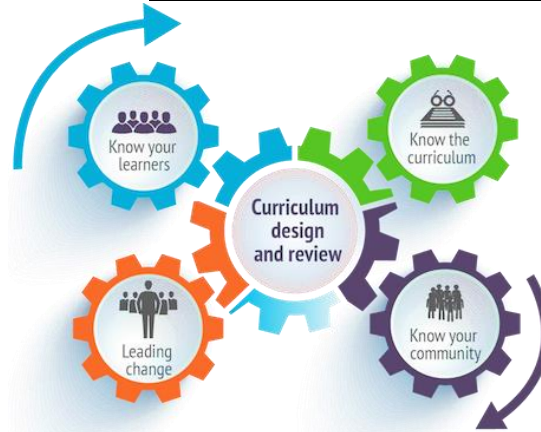 Know your
learners
Know the
curriculum
Curriculum
design
and review
Leading
change
Know your
community